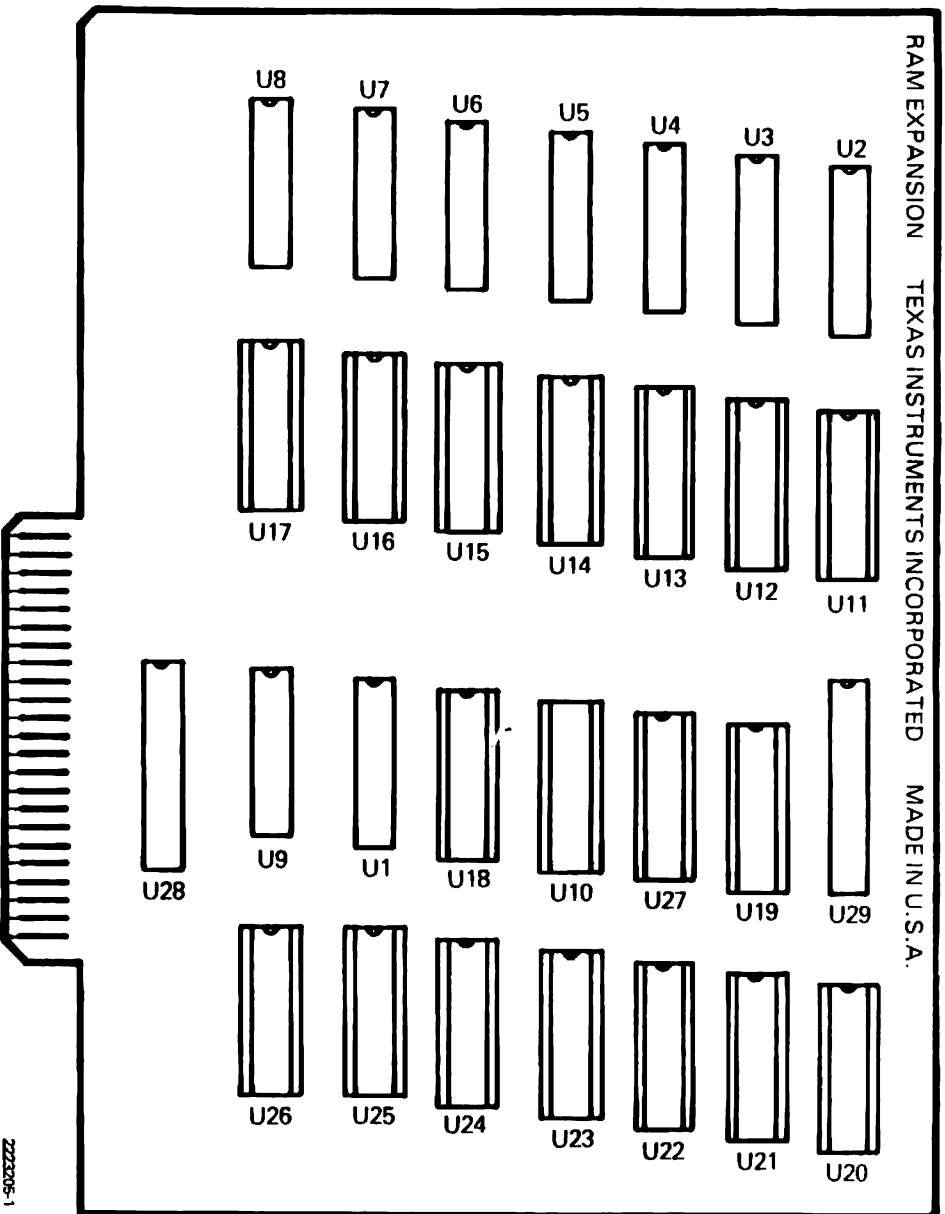 RAM EXPANSION TEXAS INSTRUMENTS INCORPORATED MADE IN U.S.A.
U8 U7 U6 U5 U4 U3 U2
U17 U16 U15 U14 U13 U12 U11
U28 U9 U1 U18 U10 U27 U19 U29
U26 U25 U24 U23 U22 U21 U20
2223205-1